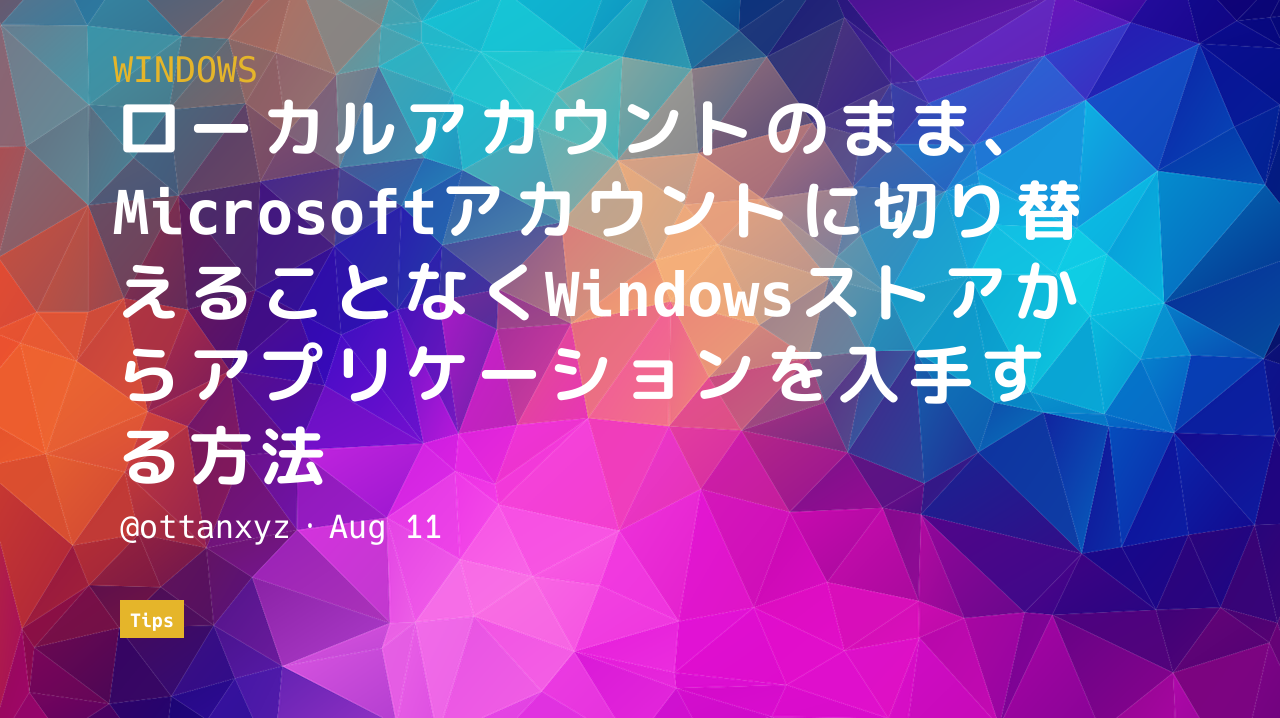 WINDOWS
ローカルアカウントのまま、
Microsoftアカウントに切り替
えることなくWindowsストアか
らアプリケーションを入手す
る方法
@ottanxyz・Aug 11
Tips